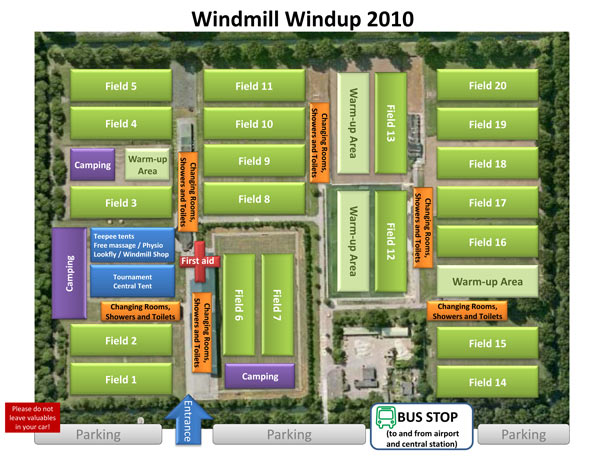 Windmill Windup 2010
Field 5
Field 4
Camping
Warm-up
Area
Field 3
Camping
Teepee tents
Free massage / Physio
Lookfly / Windmill Shop
Tournament
Central Tent
Changing Rooms,
Showers and Toilets
Field 2
Field 1
Changing Rooms,
Showers and Toilets
First aid
Changing Rooms,
Showers and Toilets
Field 11
Field 10
Field 9
Field 8
Changing Rooms,
Showers and Toilets
Field 6
Field 7
Camping
Warm-up Area
Field 13
Warm-up Area
Field 12
Changing Rooms,
Showers and Toilets
Field 20
Field 19
Field 18
Field 17
Field 16
Warm-up Area
Changing Rooms,
Showers and Toilets
Field 15
Field 14
Please do not
leave valuables
in your car!
Parking
Entrance
Parking
BUS STOP
(to and from airport
and central station)
Parking